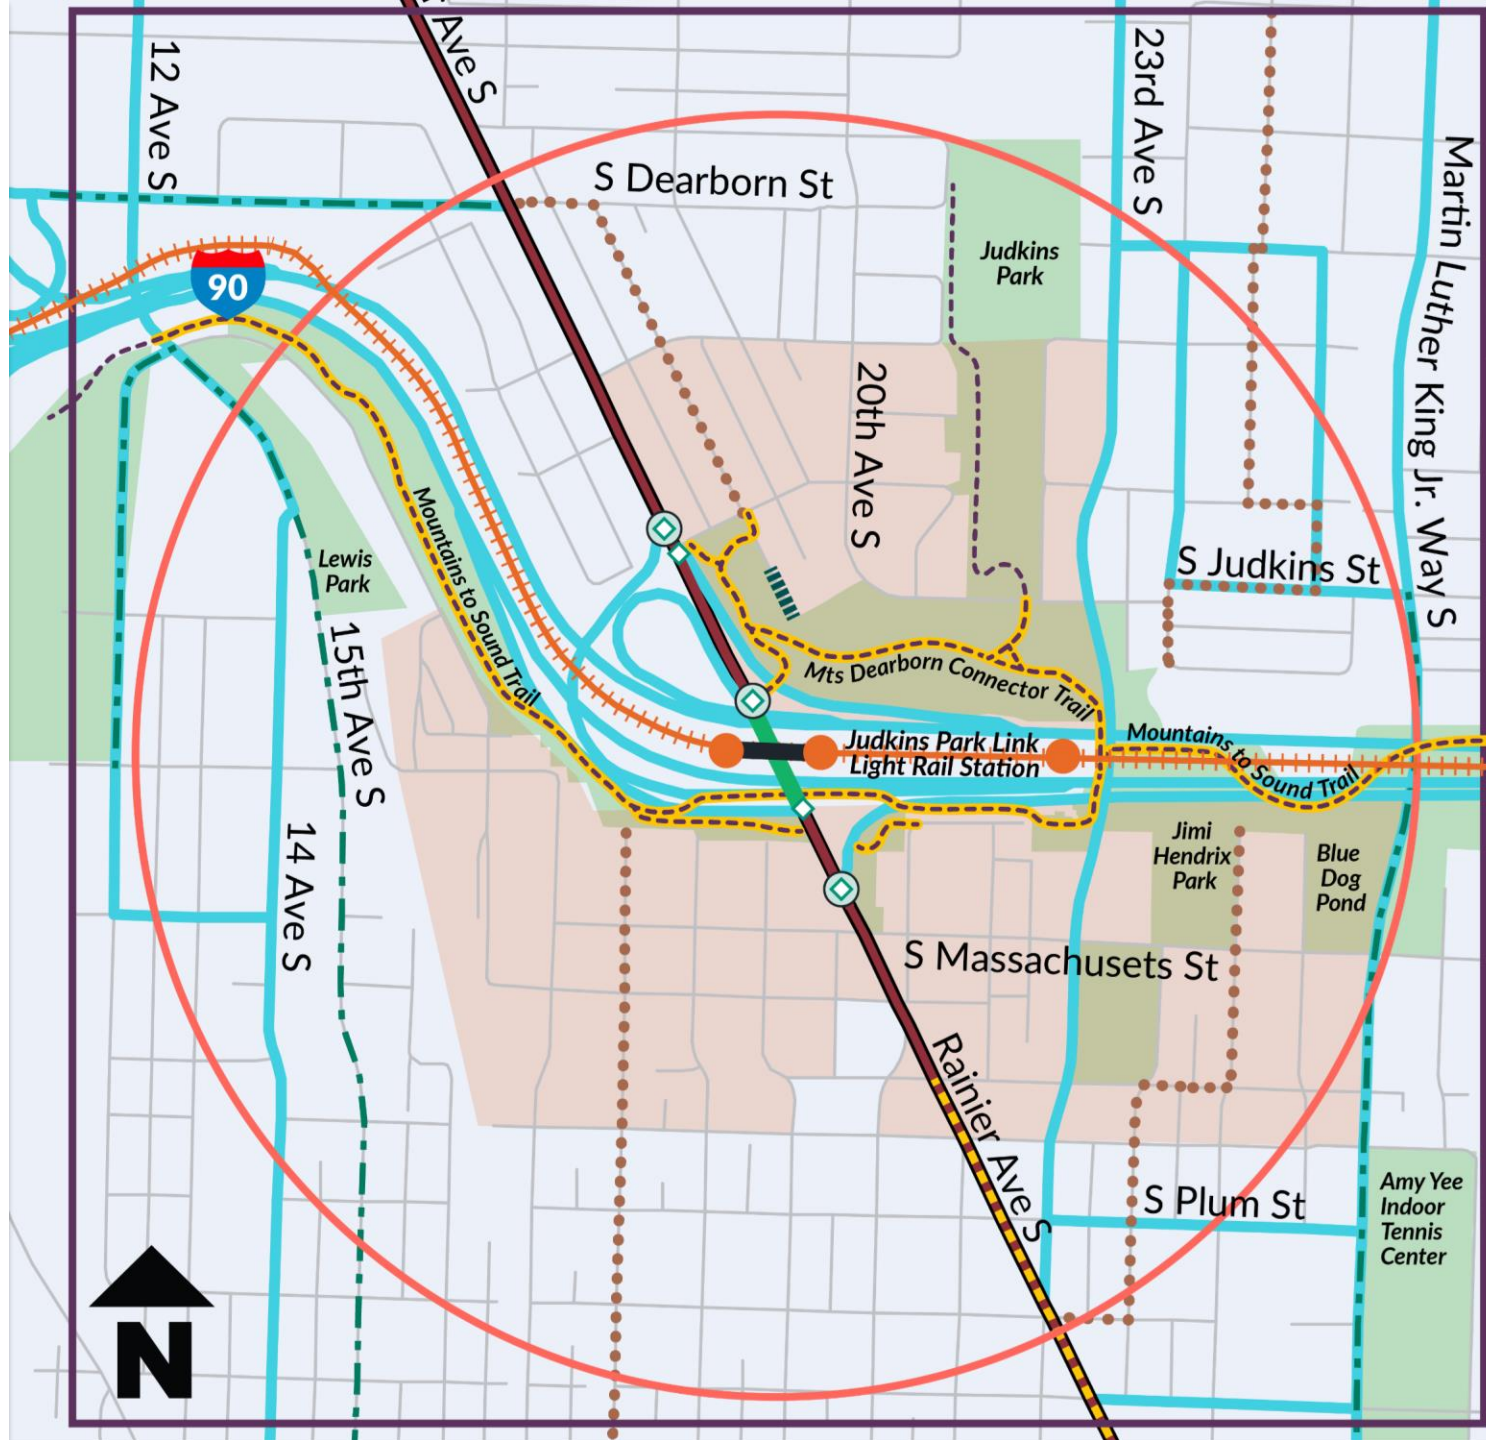 Ave S
12 Ave S
23rd Ave S
Martin Luther King Jr. Way S
S Dearborn St
Judkins
Park
90
20th Ave S
Mountains to Sound Trail
Lewis
Park
S Judkins St
15th Ave S
Mts Dearborn Connector Trail
Judkins Park Link
Light Rail Station
Mountains to Sound Trail
14 Ave S
Jimi
Hendrix
Park
Blue
Dog
Pond
S Massachusets St
Rainier Ave S
S Plum St
Amy Yee
Indoor
Tennis
Center
N